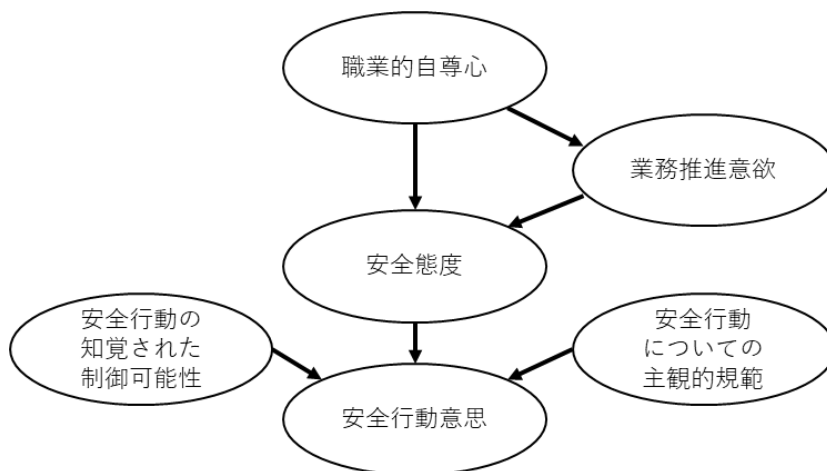 職業的自尊心
業務推進意欲
安全態度
安全行動の
知覚された
制御可能性
安全行動
についての
主観的規範
安全行動意思